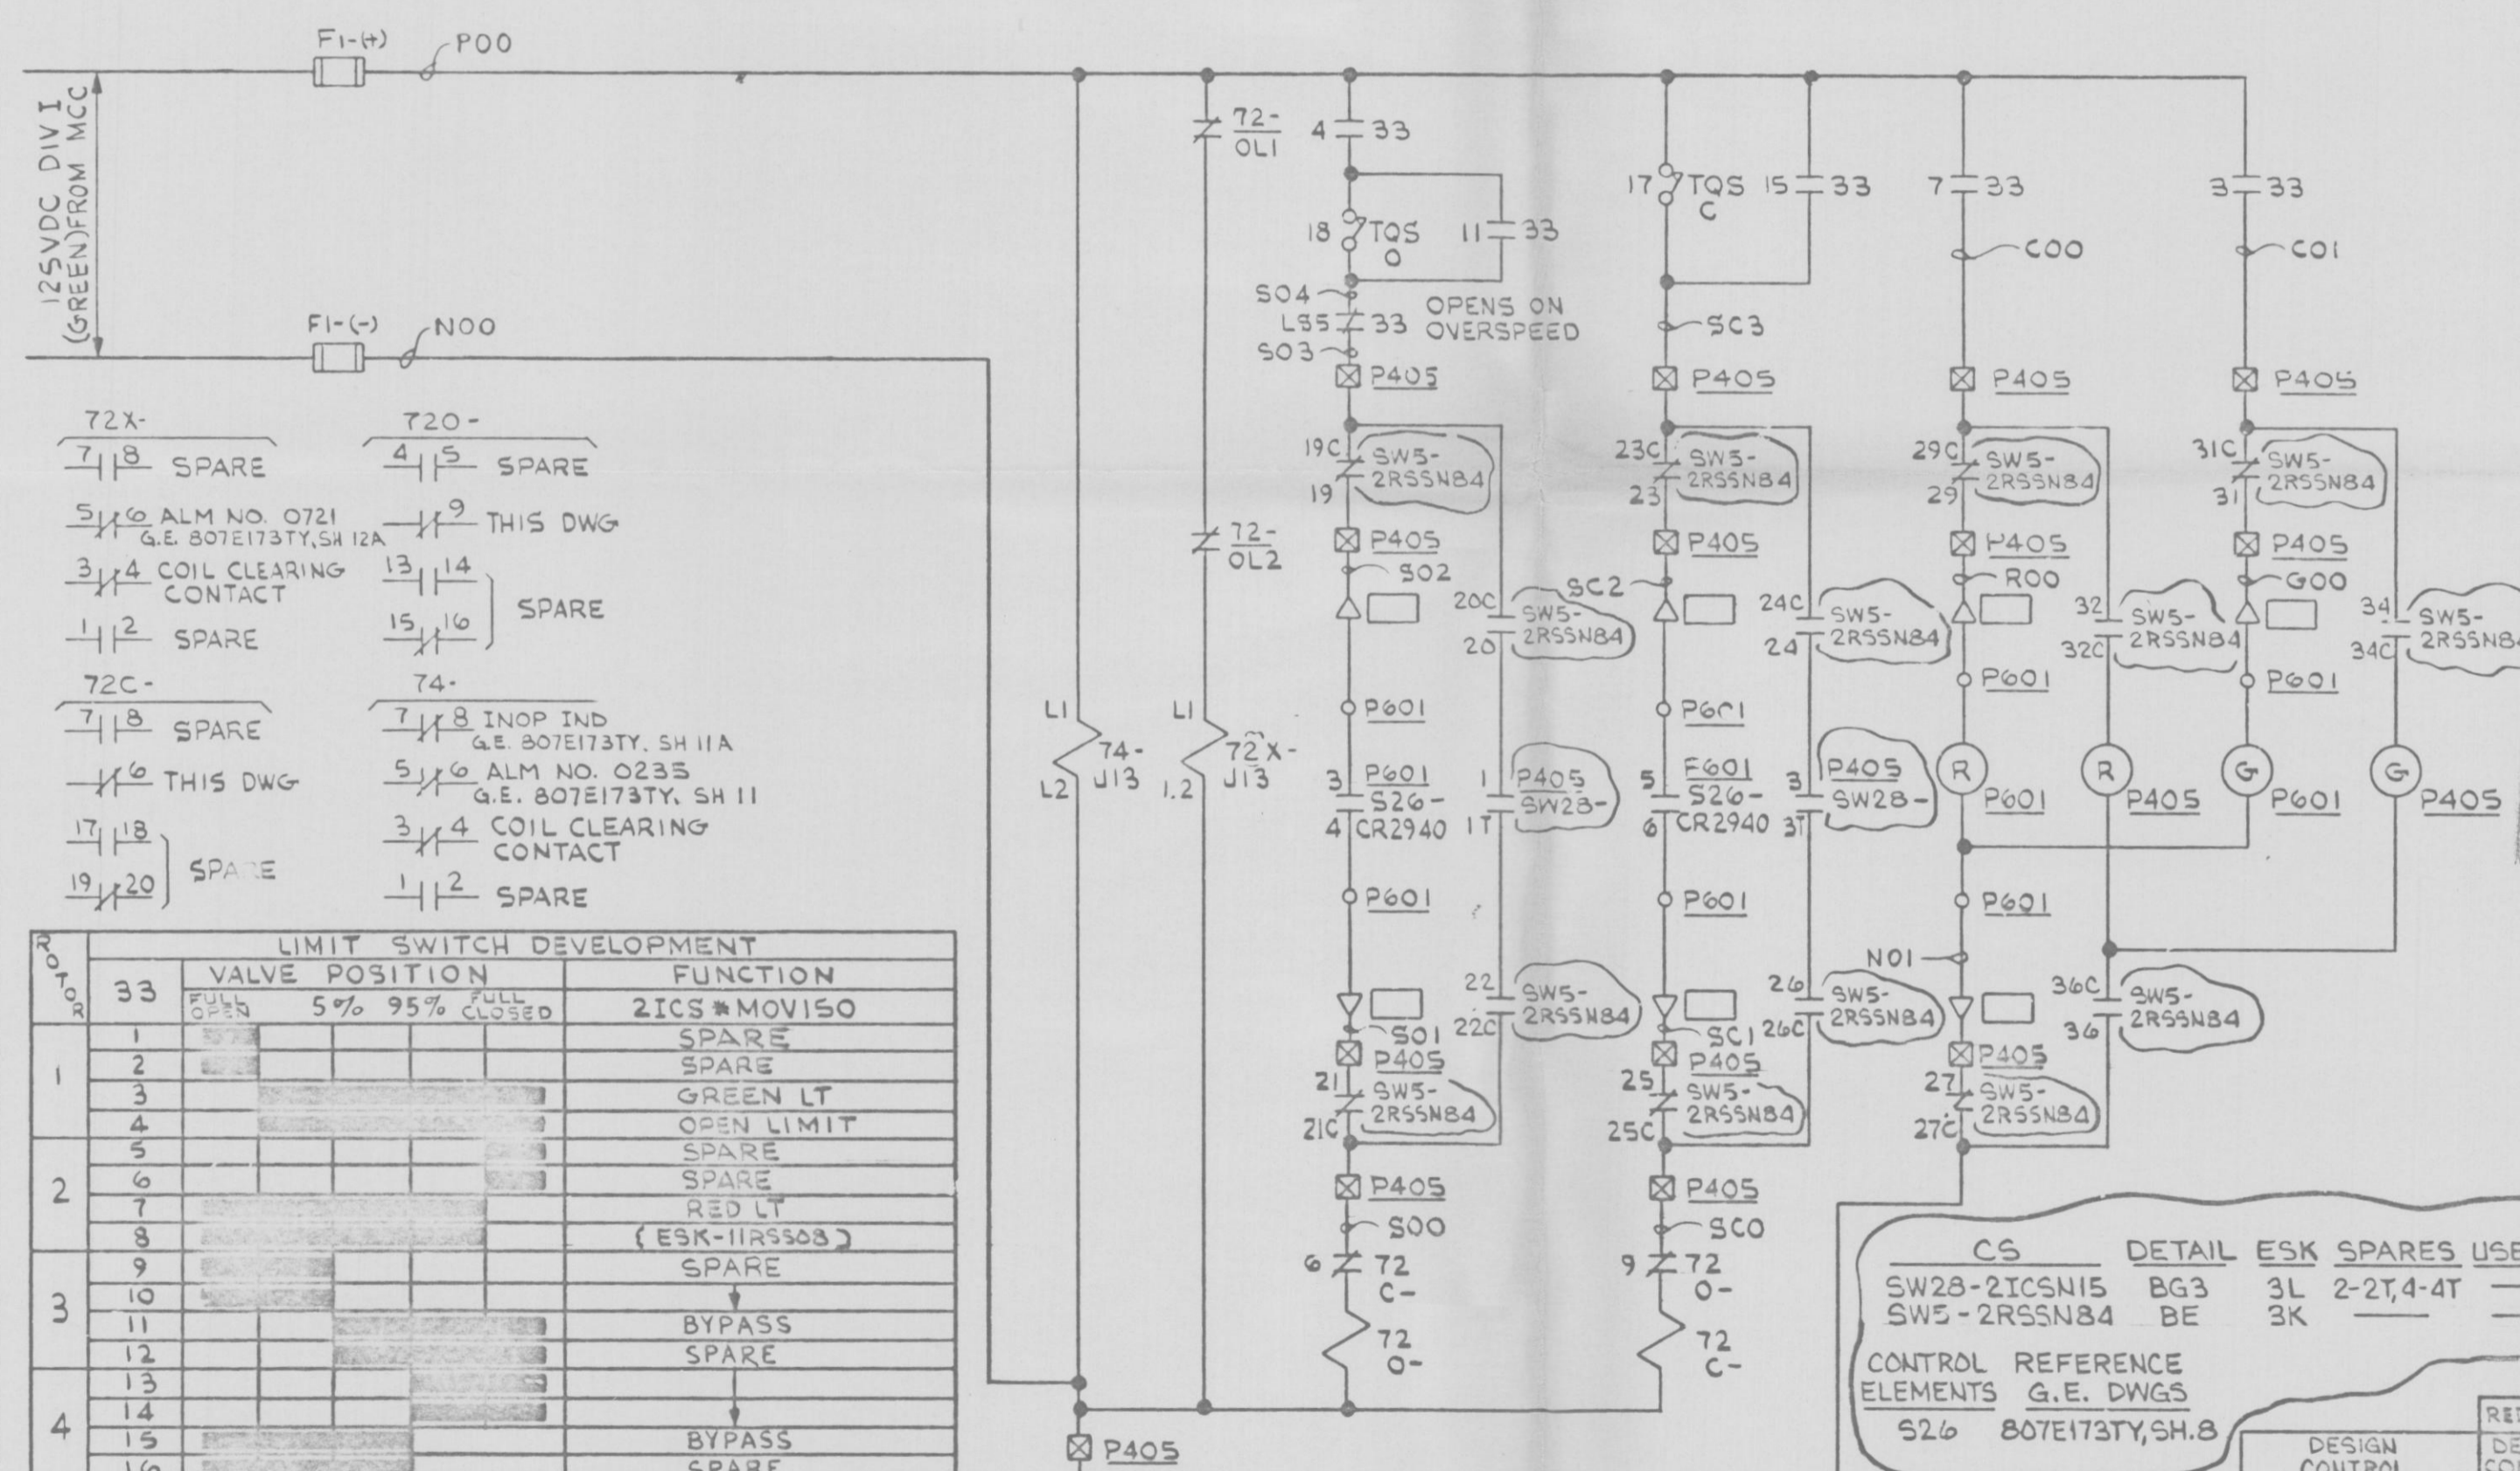 F1-(+)
P00
125VDC DIV I
(GREEN)FROM MCC
F1-(-)
N00
72X-
7 8 SPARE
5 6 ALM NO. 0721
G.E. 807E173TY, SH 12A
3 4 COIL CLEARING
CONTACT
1 2 SPARE
720-
4 5 SPARE
9 THIS DWG
13 14
15 16
SPARE
72C-
7 8 SPARE
6 THIS DWG
17 18
19 20
SPARE
74-
7 8 INOP IND
G.E. 807E173TY. SH 11A
5 6 ALM NO. 0235
G.E. 807E173TY. SH 11
3 4 COIL CLEARING
CONTACT
1 2 SPARE
LIMIT SWITCH DEVELOPMENT
ROTOR
33
VALVE POSITION
FUNCTION
FULL OPEN 5% 95% FULL CLOSED
2ICS*MOV150
1
1 SPARE
2 SPARE
3 GREEN LT
4 OPEN LIMIT
2
5 SPARE
6 SPARE
7 RED LT
8 (ESK-11RSS08)
3
9 SPARE
10
11 BYPASS
12 SPARE
4
13
14
15 BYPASS
16 SPARE
L1
74-
J13
L2
72-
OL1
72-
OL2
L1
72X-
J13
L2
4 33
18 TQS
O
11 33
S04
LS5 33
OPENS ON
OVERSPEED
S03
P405
19C
SW5-
2RSSN84
19
P405
S02
20C
SW5-
2RSSN84
20
P601
3
P601
S26-
CR2940
4
1
P405
SW28-
1T
P601
22
SW5-
2RSSN84
22C
S01
P405
21
SW5-
2RSSN84
21C
P405
S00
6 72
C-
72
O-
17 TQS
C
15 33
SC3
P405
23C
SW5-
2RSSN84
23
P405
SC2
24C
SW5-
2RSSN84
24
P601
5
P601
S26-
CR2940
6
3
P405
SW28-
3T
P601
26
SW5-
2RSSN84
26C
SC1
P405
25
SW5-
2RSSN84
25C
P405
SC0
9 72
O-
72
C-
7 33
C00
P405
29C
SW5-
2RSSN84
29
P405
R00
32
SW5-
2RSSN84
32C
P601
R
P601
R
P405
P601
N01
36C
SW5-
2RSSN84
36
P405
27
SW5-
2RSSN84
27C
3 33
C01
P405
31C
SW5-
2RSSN84
31
P405
G00
34
SW5-
2RSSN84
34C
P601
G
P601
G
P405
P405
CS DETAIL ESK SPARES USE
SW28-2ICSN15 BG3 3L 2-2T,4-4T
SW5-2RSSN84 BE 3K
CONTROL REFERENCE
ELEMENTS G.E. DWGS
S26 807E173TY,SH.8
DESIGN
CONTROL